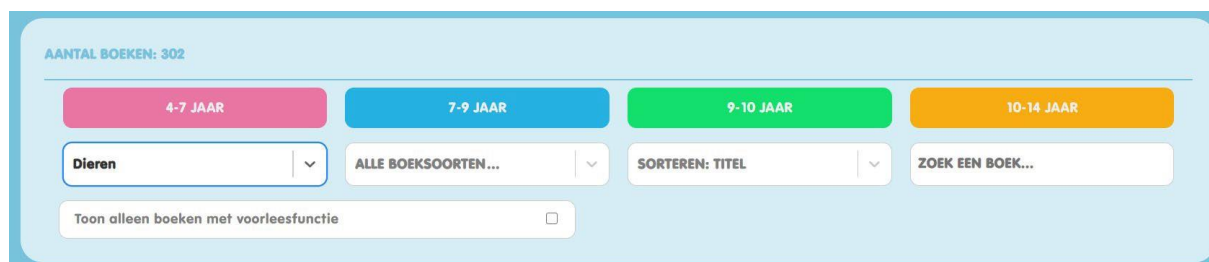 AANTAL BOEKEN: 302
4-7 JAAR
7-9 JAAR
9-10 JAAR
10-14 JAAR
Dieren
ALLE BOEKSOORTEN...
SORTEREN: TITEL
ZOEK EEN BOEK...
Toon alleen boeken met voorleesfunctie